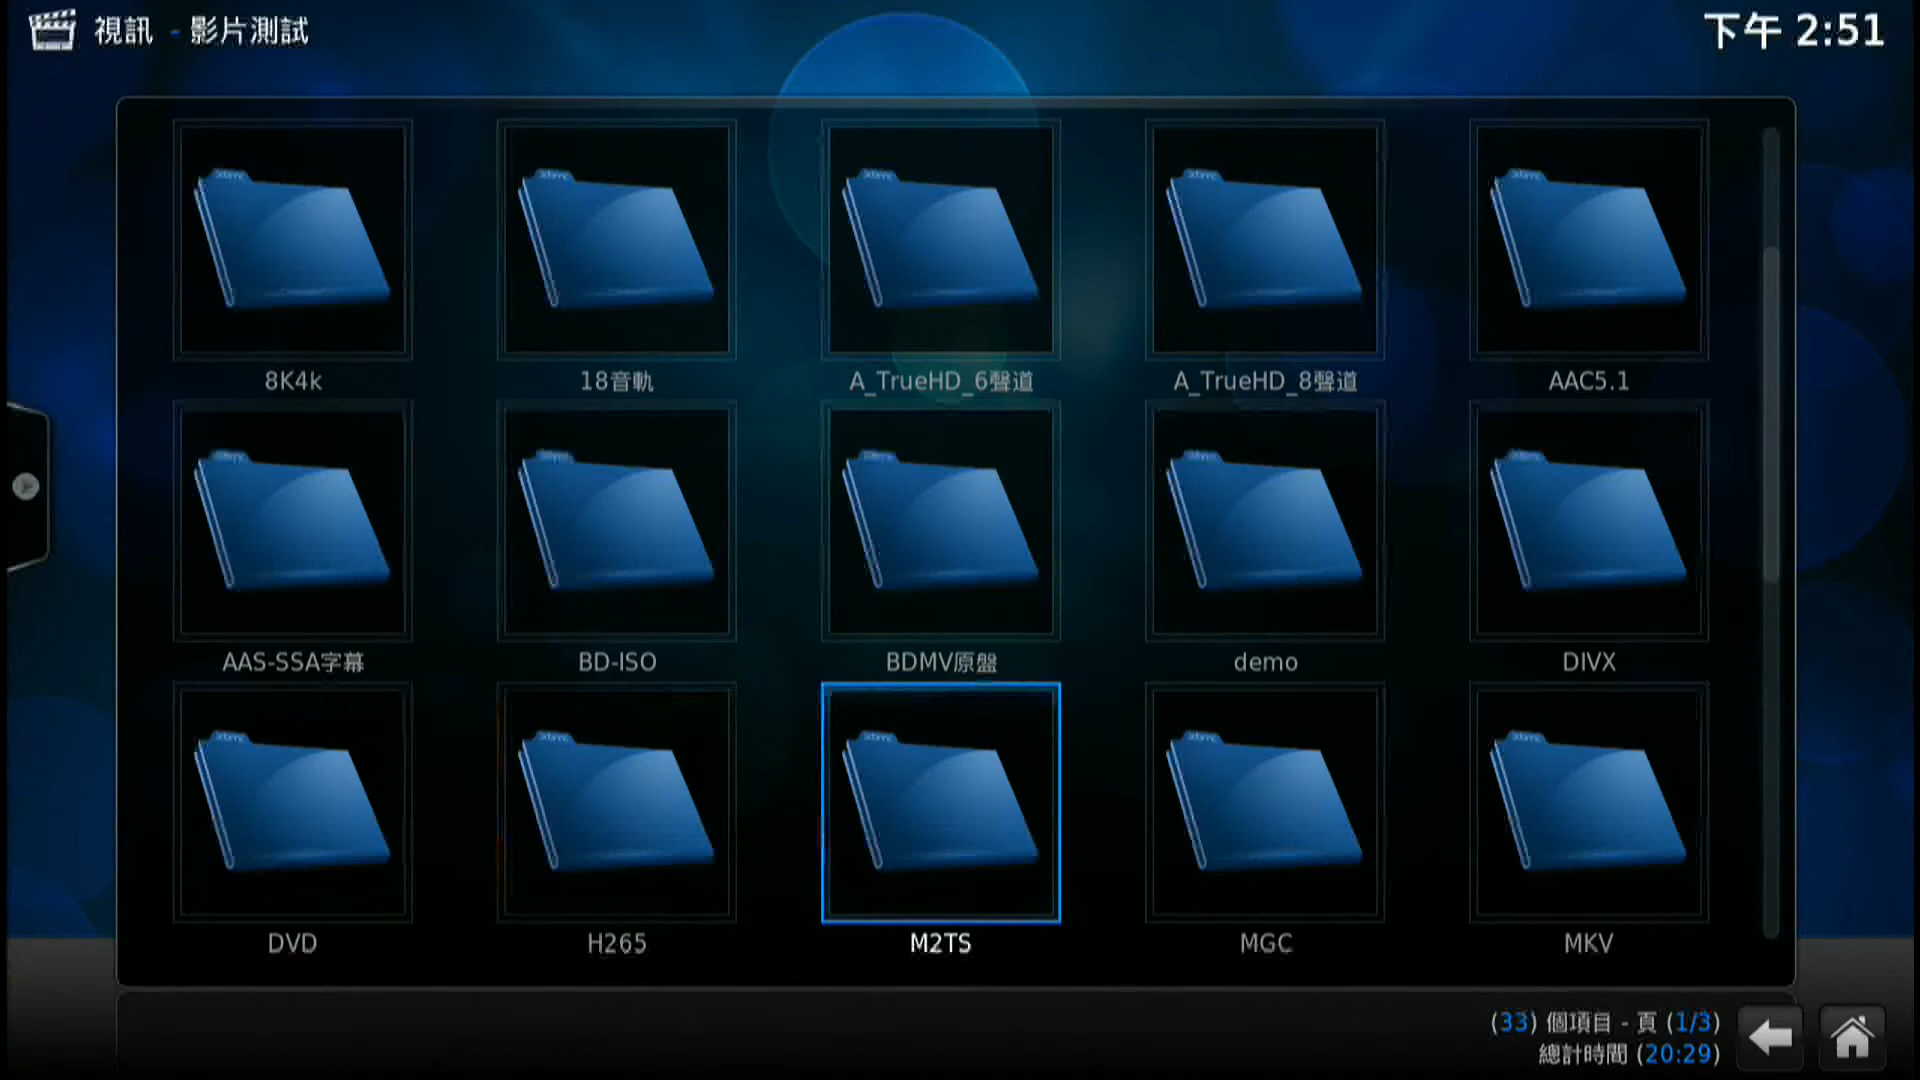 視訊 - 影片測試
下午 2:51
8K4k
18音軌
A_TrueHD_6聲道
A_TrueHD_8聲道
AAC5.1
AAS-SSA字幕
BD-ISO
BDMV原盤
demo
DIVX
DVD
H265
M2TS
MGC
MKV
(33) 個項目 - 頁 (1/3)
總計時間 (20:29)